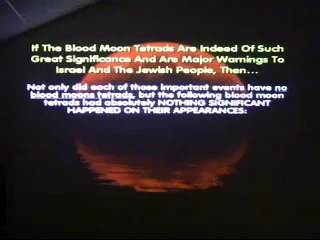 If The Blood Moon Tetrads Are Indeed Of Such
Great Significance And Are Major Warnings To
Israel And The Jewish People, Then...
Not only did each of those important events have no
blood moons tetrads, but the following blood moon
tetrads had absolutely NOTHING SIGNIFICANT
HAPPENED ON THEIR APPEARANCES: